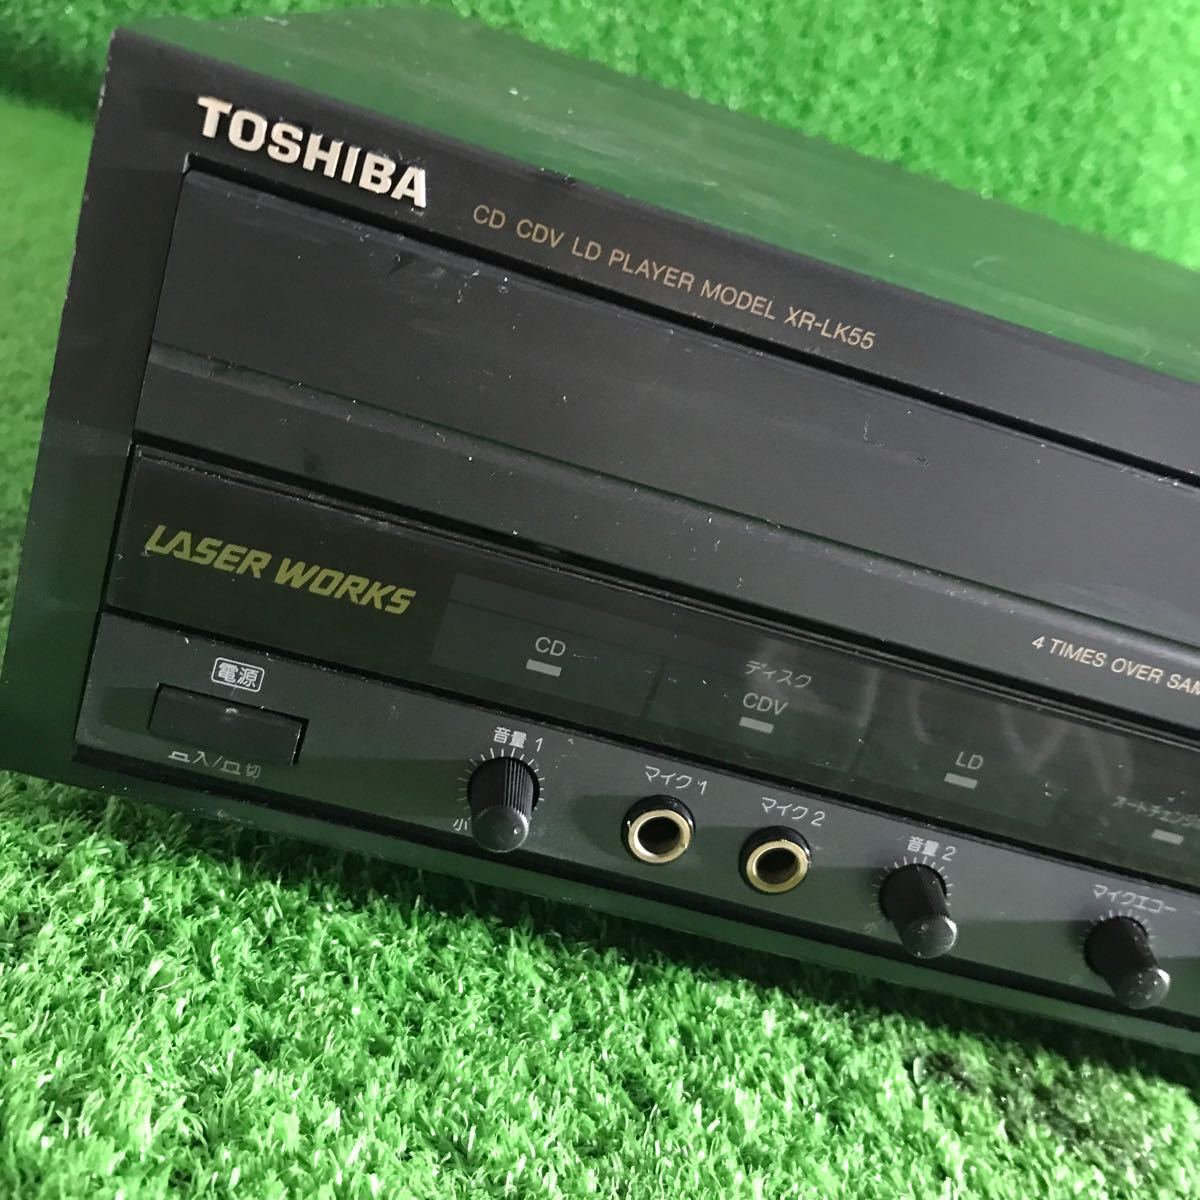 TOSHIBA
CD CDV LD PLAYER MODEL XR-LK55
4 TIMES OVER
LASER WORKS
CD
ディスク
CDV
LD
電源
入/切
音量 1
小
マイク 1
マイク 2
音量 2
小
マイクエコー